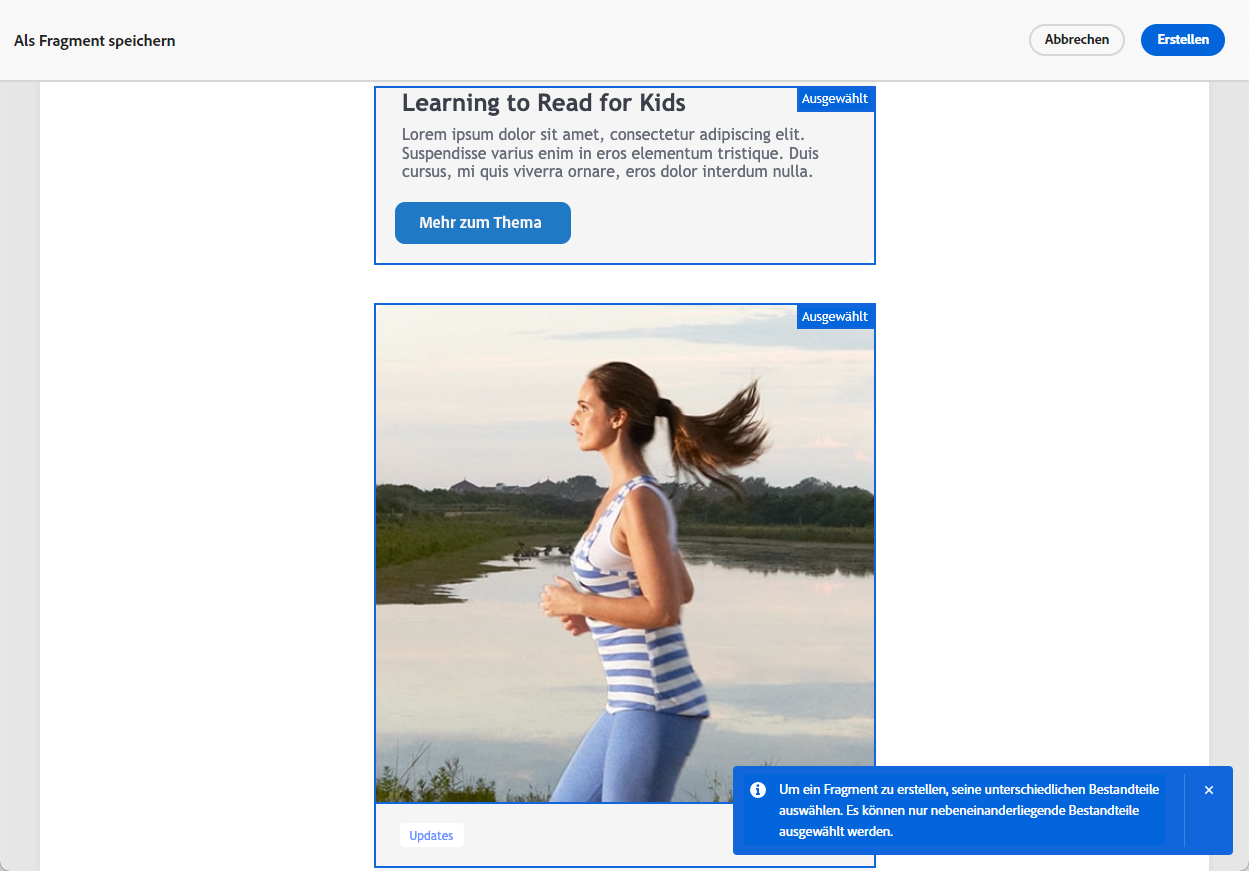 Als Fragment speichern
Abbrechen
Erstellen
Learning to Read for Kids
Ausgewählt
Lorem ipsum dolor sit amet, consectetur adipiscing elit.
Suspendisse varius enim in eros elementum tristique. Duis
cursus, mi quis viverra ornare, eros dolor interdum nulla.
Mehr zum Thema
Ausgewählt
Updates
Um ein Fragment zu erstellen, seine unterschiedlichen Bestandteile
auswählen. Es können nur nebeneinanderliegende Bestandteile
ausgewählt werden.